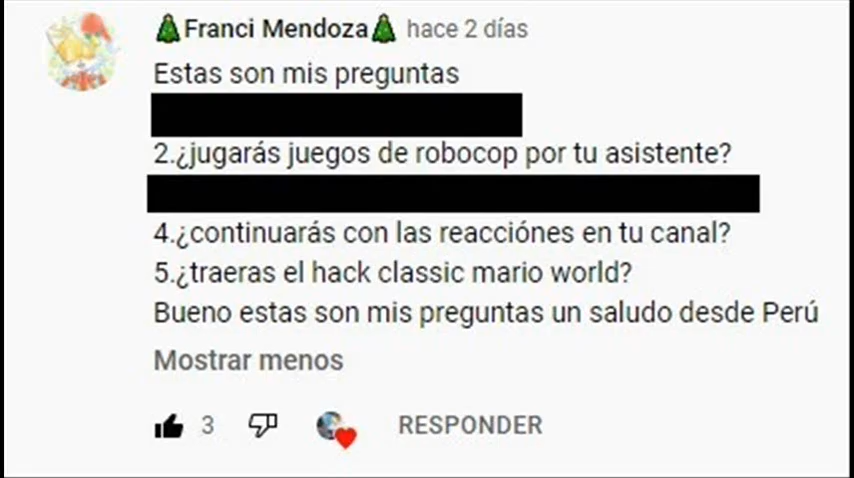 🎄Franci Mendoza🎄 hace 2 días
Estas son mis preguntas
2.¿jugarás juegos de robocop por tu asistente?
4.¿continuarás con las reacciónes en tu canal?
5.¿traeras el hack classic mario world?
Bueno estas son mis preguntas un saludo desde Perú
Mostrar menos
3 RESPONDER